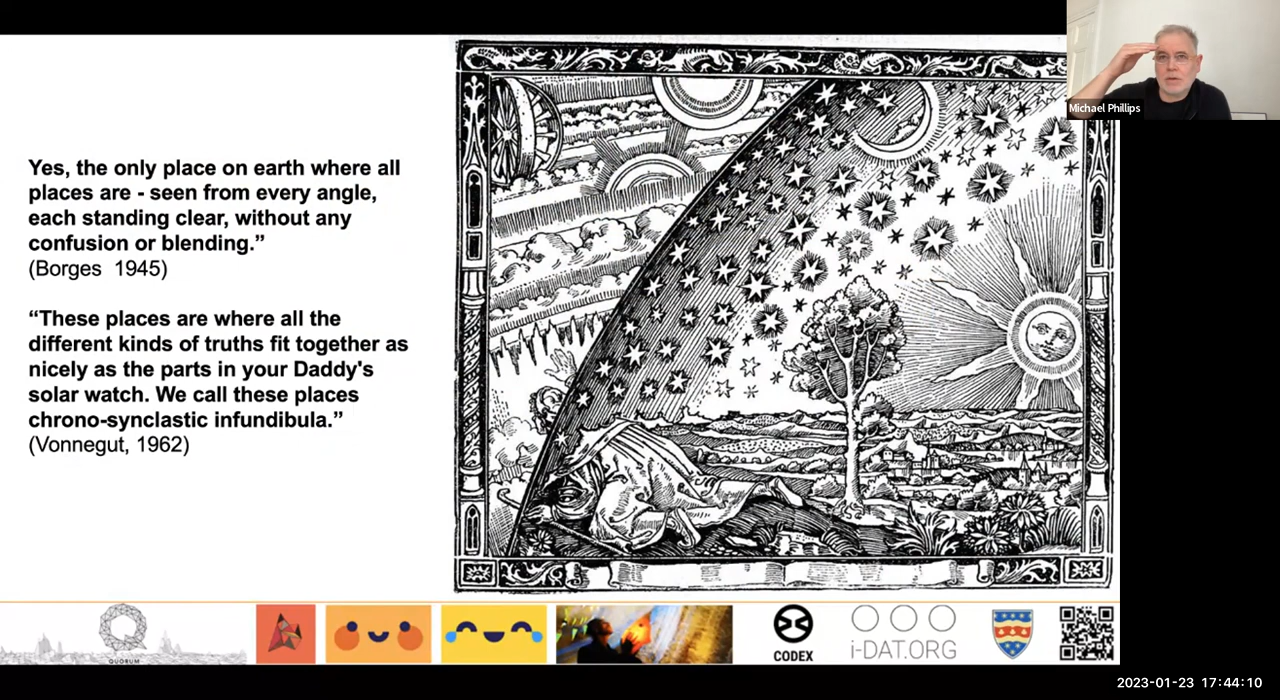 Michael Phillips
Yes, the only place on earth where all
places are - seen from every angle,
each standing clear, without any
confusion or blending.”
(Borges 1945)
“These places are where all the
different kinds of truths fit together as
nicely as the parts in your Daddy's
solar watch. We call these places
chrono-synclastic infundibula.”
(Vonnegut, 1962)
QUORUM
CODEX
i-DAT.ORG
2023-01-23 17:44:10